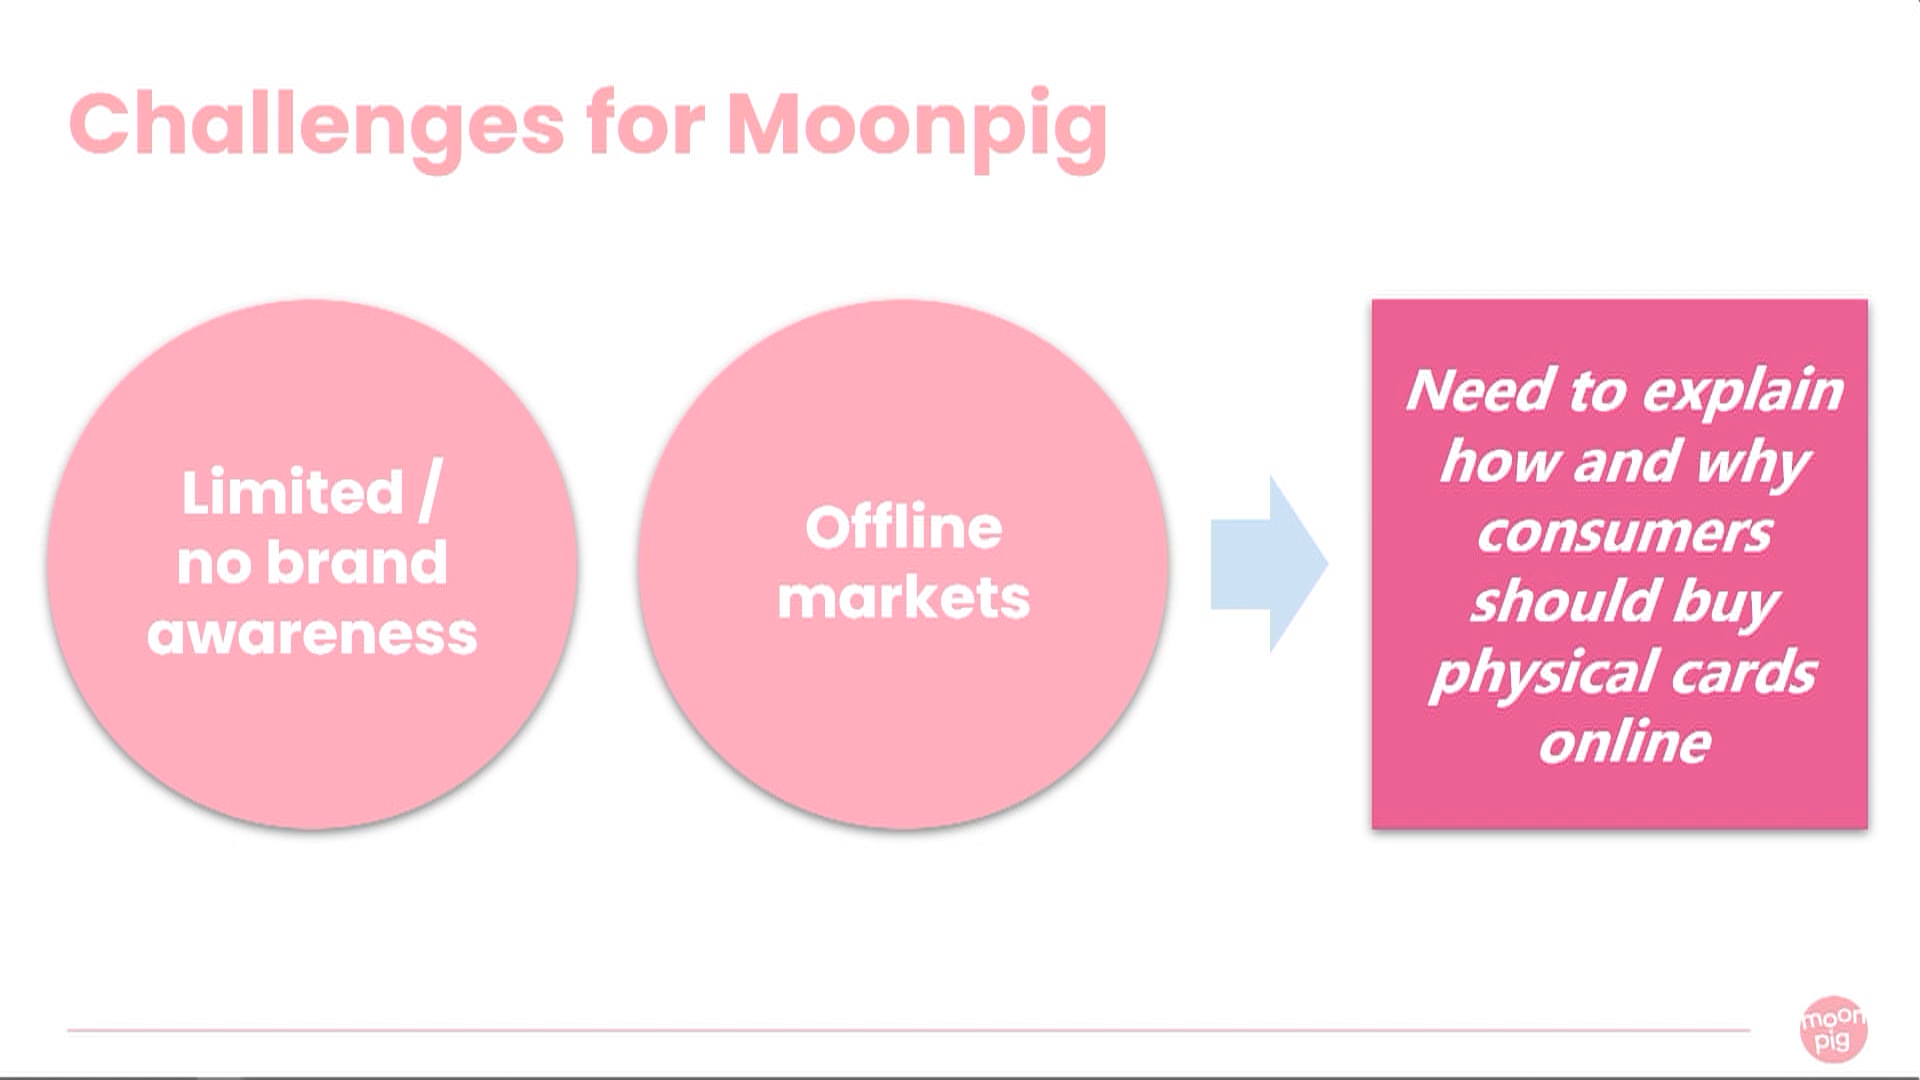 Challenges for Moonpig
Limited /
no brand
awareness
Offline
markets
Need to explain
how and why
consumers
should buy
physical cards
online
moon
pig